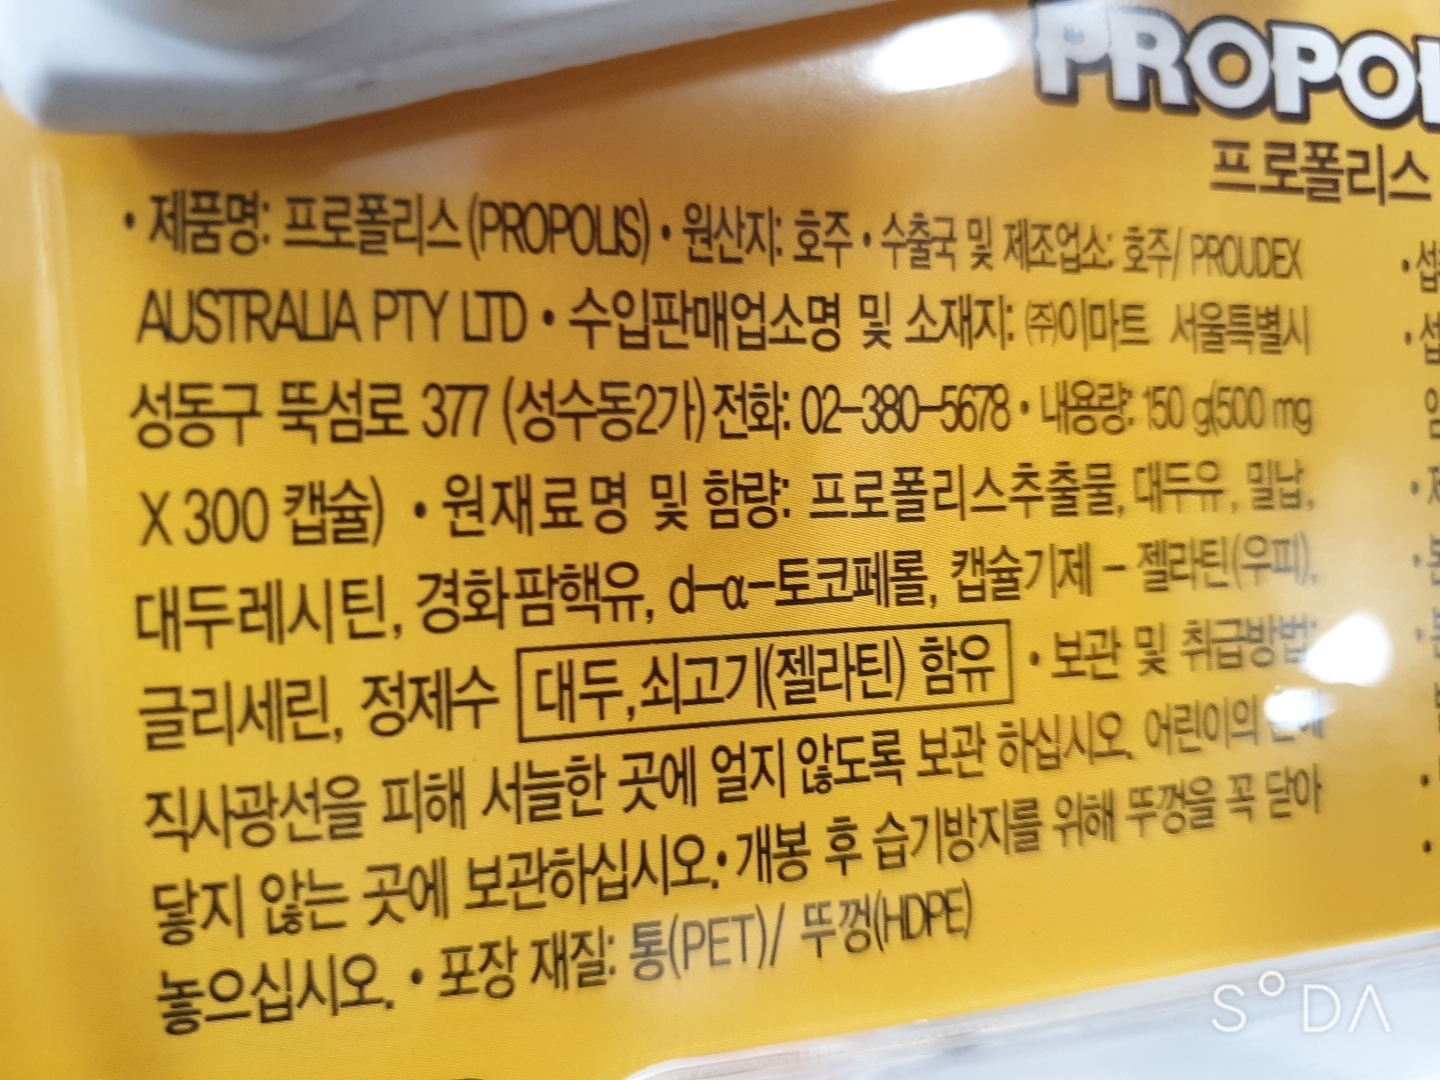 PROPOL
프로폴리스
• 제품명: 프로폴리스 (PROPOLIS) • 원산지: 호주 • 수출국 및 제조업소: 호주/ PROUDEX
AUSTRALIA PTY LTD • 수입판매업소명 및 소재지: ㈜이마트 서울특별시
성동구 뚝섬로 377 (성수동2가) 전화: 02-380-5678 • 내용량: 150 g(500 mg
X 300 캡슐) • 원재료명 및 함량: 프로폴리스추출물, 대두유, 밀납,
대두레시틴, 경화팜핵유, d-α-토코페롤, 캡슐기제 - 젤라틴(우피),
글리세린, 정제수 대두,쇠고기(젤라틴) 함유 • 보관 및 취급방법:
직사광선을 피해 서늘한 곳에 얼지 않도록 보관 하십시오. 어린이의
닿지 않는 곳에 보관하십시오. • 개봉 후 습기방지를 위해 뚜껑을 꼭 닫아
놓으십시오. • 포장 재질: 통(PET)/ 뚜껑(HDPE)
S°DA